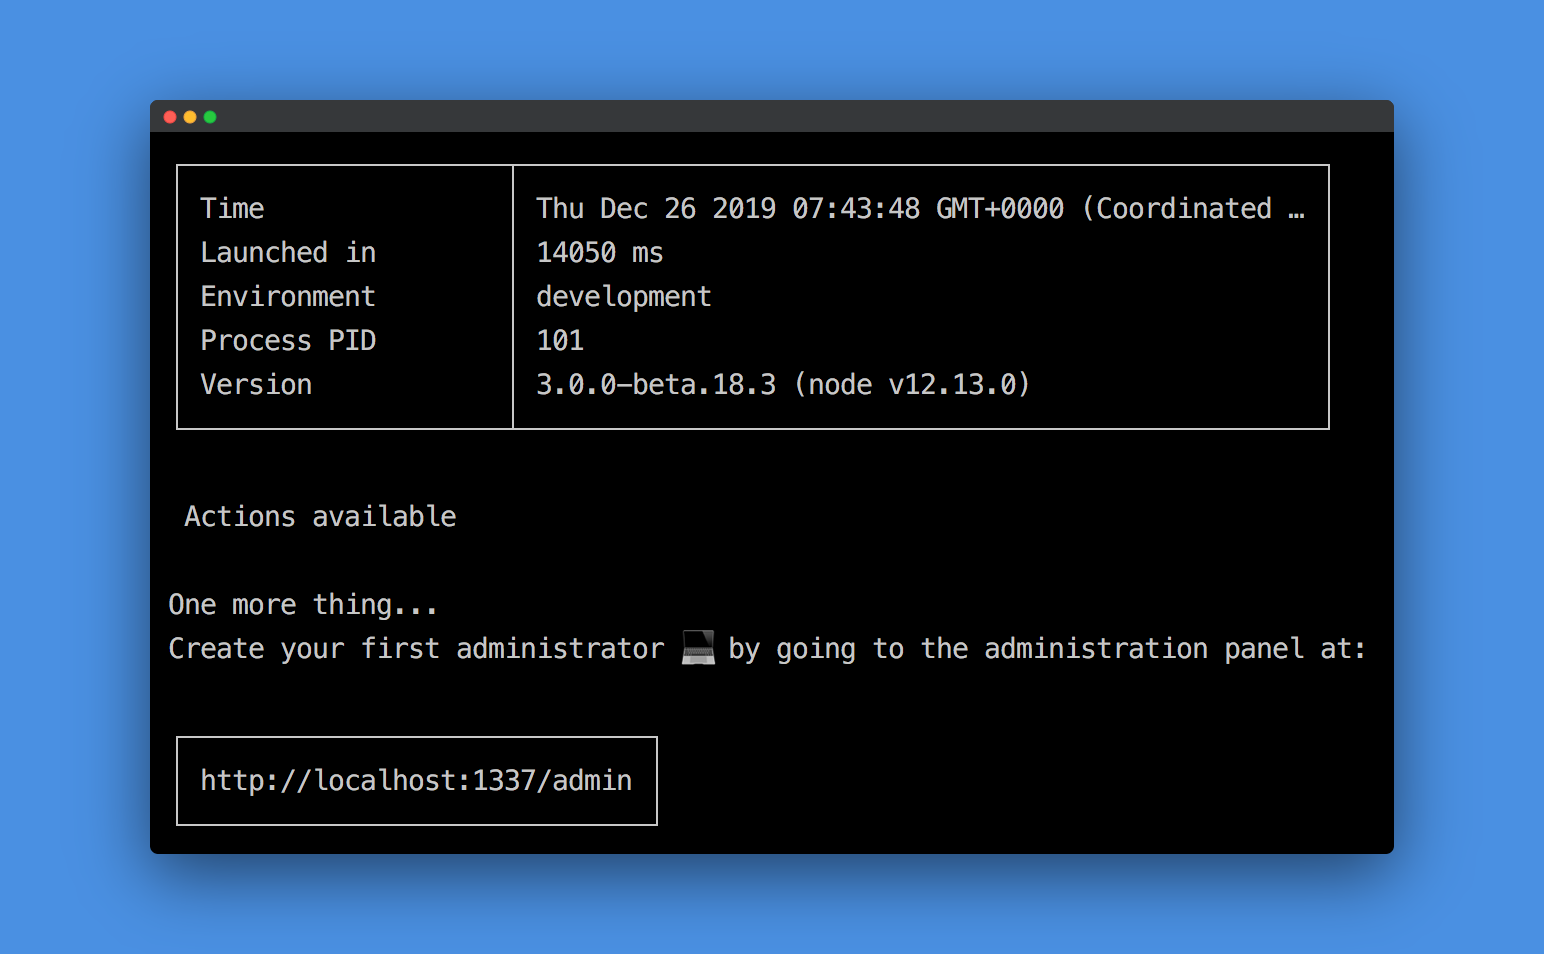 Time Thu Dec 26 2019 07:43:48 GMT+0000 (Coordinated …
Launched in 14050 ms
Environment development
Process PID 101
Version 3.0.0-beta.18.3 (node v12.13.0)
Actions available
One more thing...
Create your first administrator 💻 by going to the administration panel at:
http://localhost:1337/admin